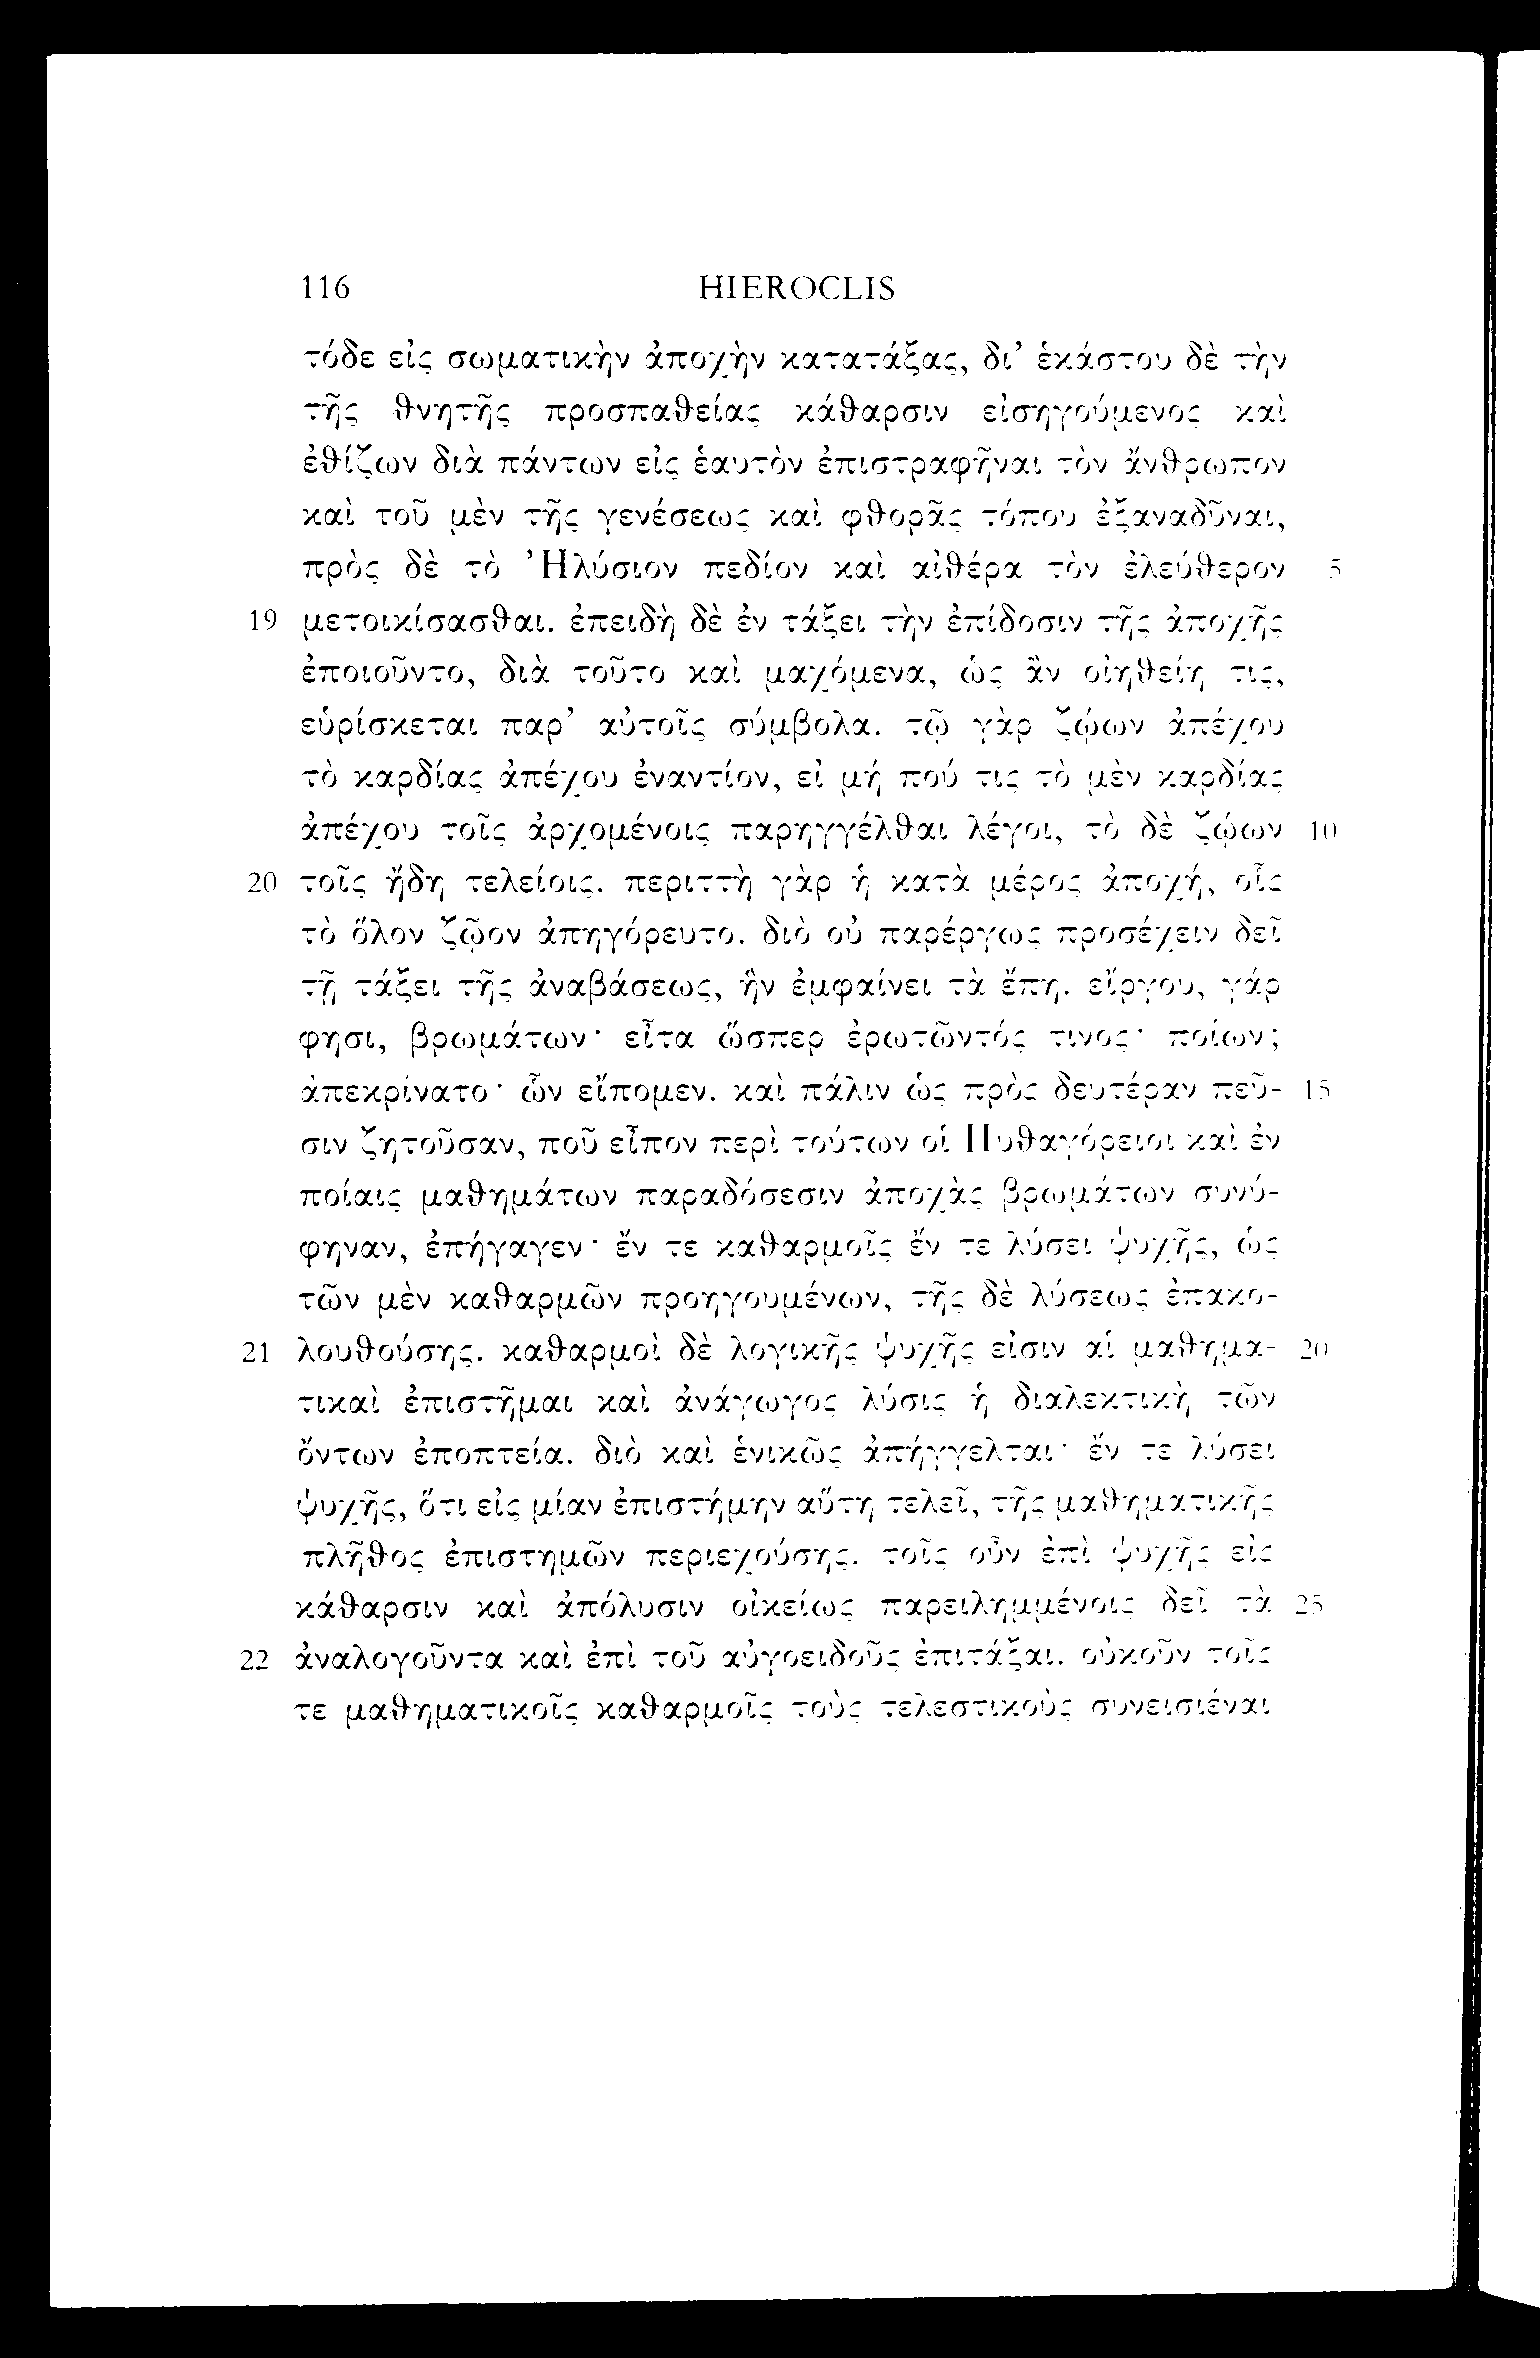 116 HIEROCLIS
τόδε εἰς σωματικὴν ἀποχὴν κατατάξας, δι’ ἑκάστου δὲ τὴν
τῆς θνητῆς προσπαθείας κάθαρσιν εἰσηγούμενος καὶ
ἐθίζων διὰ πάντων εἰς ἑαυτὸν ἐπιστραφῆναι τὸν ἄνθρωπον
καὶ τοῦ μὲν τῆς γενέσεως καὶ φθορᾶς τόπου ἐξαναδῦναι,
πρὸς δὲ τὸ Ἠλύσιον πεδίον καὶ αἰθέρα τὸν ἐλεύθερον 5
19 μετοικίσασθαι. ἐπειδὴ δὲ ἐν τάξει τὴν ἐπίδοσιν τῆς ἀποχῆς
ἐποιοῦντο, διὰ τοῦτο καὶ μαχόμενα, ὡς ἂν οἰηθείη τις,
εὑρίσκεται παρ’ αὐτοῖς σύμβολα. τῷ γὰρ ζῴων ἀπέχου
τὸ καρδίας ἀπέχου ἐναντίον, εἰ μή πού τις τὸ μὲν καρδίας
ἀπέχου τοῖς ἀρχομένοις παρηγγέλθαι λέγοι, τὸ δὲ ζῴων 10
20 τοῖς ἤδη τελείοις. περιττὴ γὰρ ἡ κατὰ μέρος ἀποχή, οἷς
τὸ ὅλον ζῷον ἀπηγόρευτο. διὸ οὐ παρέργως προσέχειν δεῖ
τῇ τάξει τῆς ἀναβάσεως, ἣν ἐμφαίνει τὰ ἔπη. εἴργου, γάρ
φησι, βρωμάτων· εἶτα ὥσπερ ἐρωτῶντός τινος· ποίων;
ἀπεκρίνατο· ὧν εἴπομεν. καὶ πάλιν ὡς πρὸς δευτέραν πεῦ- 15
σιν ζητοῦσαν, ποῦ εἶπον περὶ τούτων οἱ Πυθαγόρειοι καὶ ἐν
ποίαις μαθημάτων παραδόσεσιν ἀποχὰς βρωμάτων συνύ-
φηναν, ἐπήγαγεν· ἔν τε καθαρμοῖς ἔν τε λύσει ψυχῆς, ὡς
τῶν μὲν καθαρμῶν προηγουμένων, τῆς δὲ λύσεως ἐπακο-
21 λουθούσης. καθαρμοὶ δὲ λογικῆς ψυχῆς εἰσιν αἱ μαθημα- 20
τικαὶ ἐπιστῆμαι καὶ ἀνάγωγος λύσις ἡ διαλεκτικὴ τῶν
ὄντων ἐποπτεία. διὸ καὶ ἑνικῶς ἀπήγγελται· ἔν τε λύσει
ψυχῆς, ὅτι εἰς μίαν ἐπιστήμην αὕτη τελεῖ, τῆς μαθηματικῆς
πλῆθος ἐπιστημῶν περιεχούσης. τοῖς οὖν ἐπὶ ψυχῆς εἰς
κάθαρσιν καὶ ἀπόλυσιν οἰκείως παρειλημμένοις δεῖ τὰ 25
22 ἀναλογοῦντα καὶ ἐπὶ τοῦ αὐγοειδοῦς ἐπιτάξαι. οὐκοῦν τοῖς
τε μαθηματικοῖς καθαρμοῖς τοὺς τελεστικοὺς συνεισιέναι